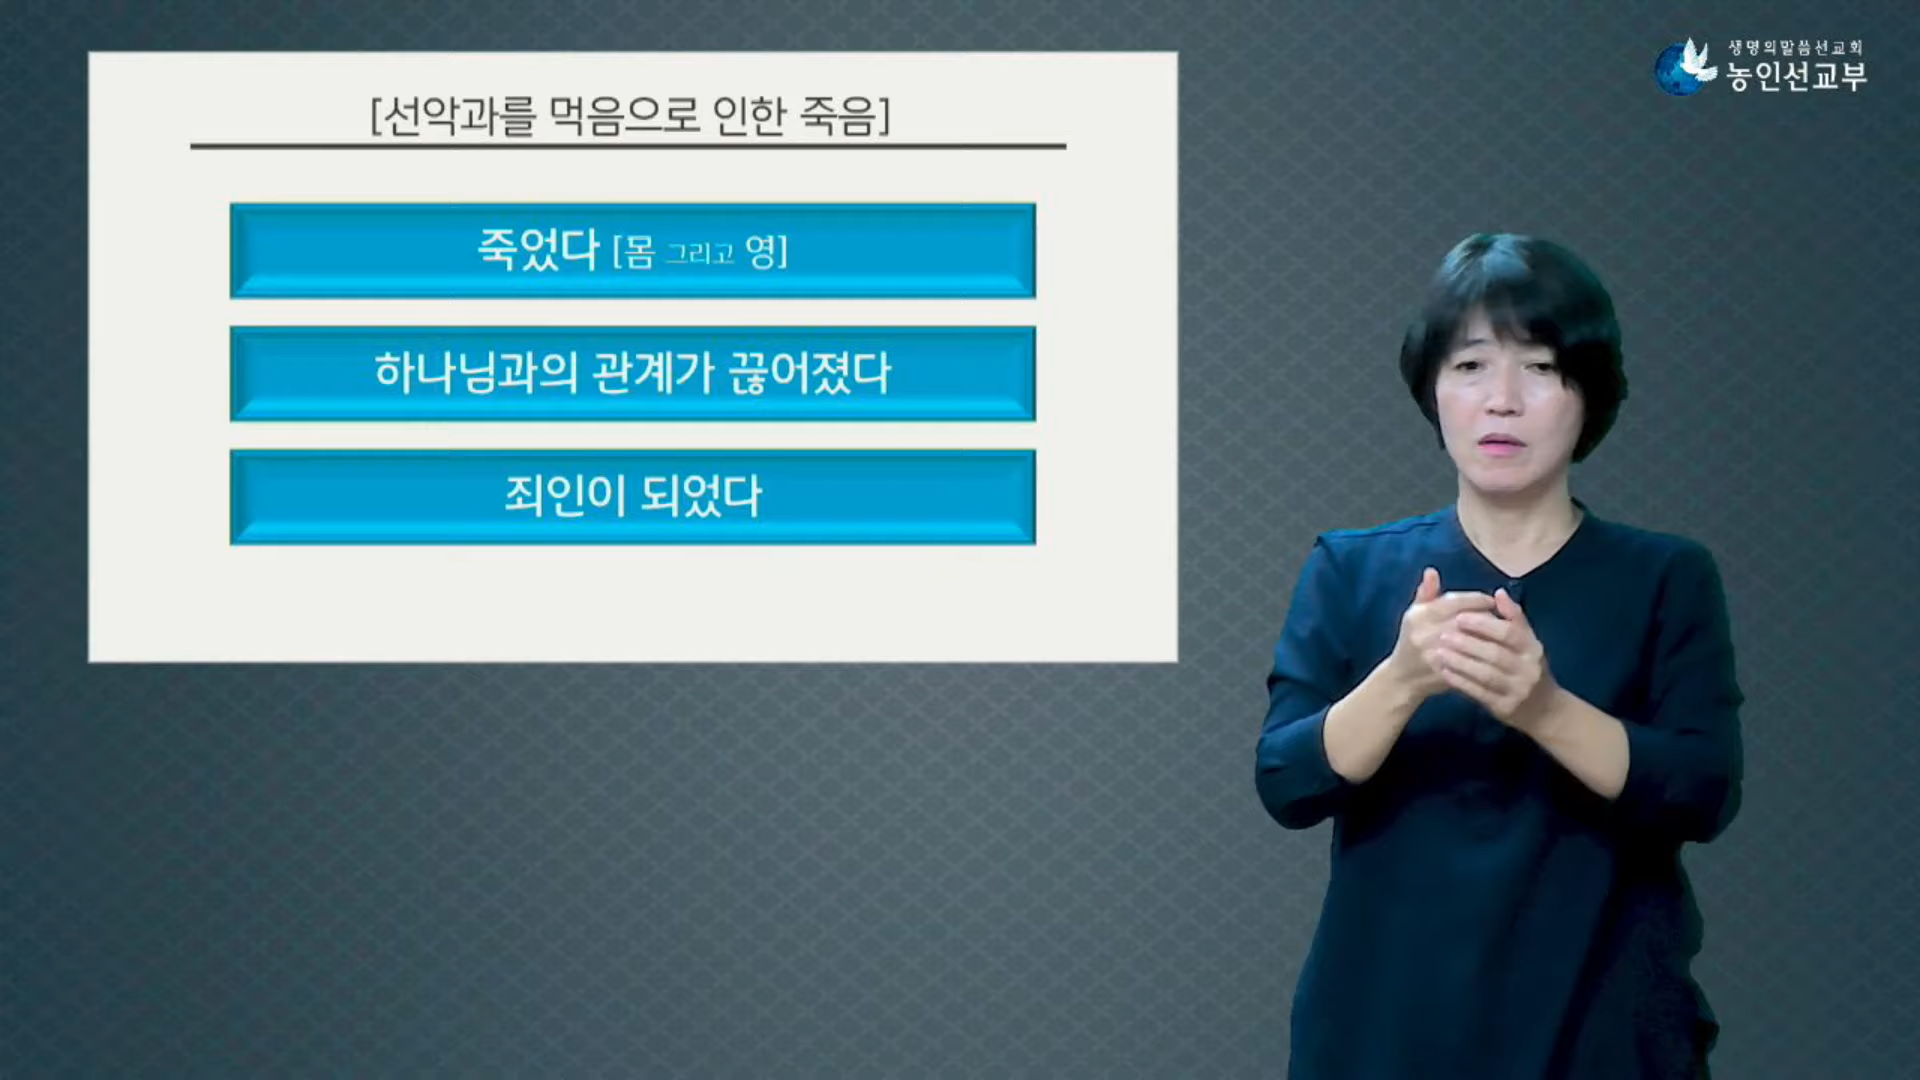 [선악과를 먹음으로 인한 죽음]
죽었다 [몸 그리고 영]
하나님과의 관계가 끊어졌다
죄인이 되었다
생명의말씀선교회
농인선교부